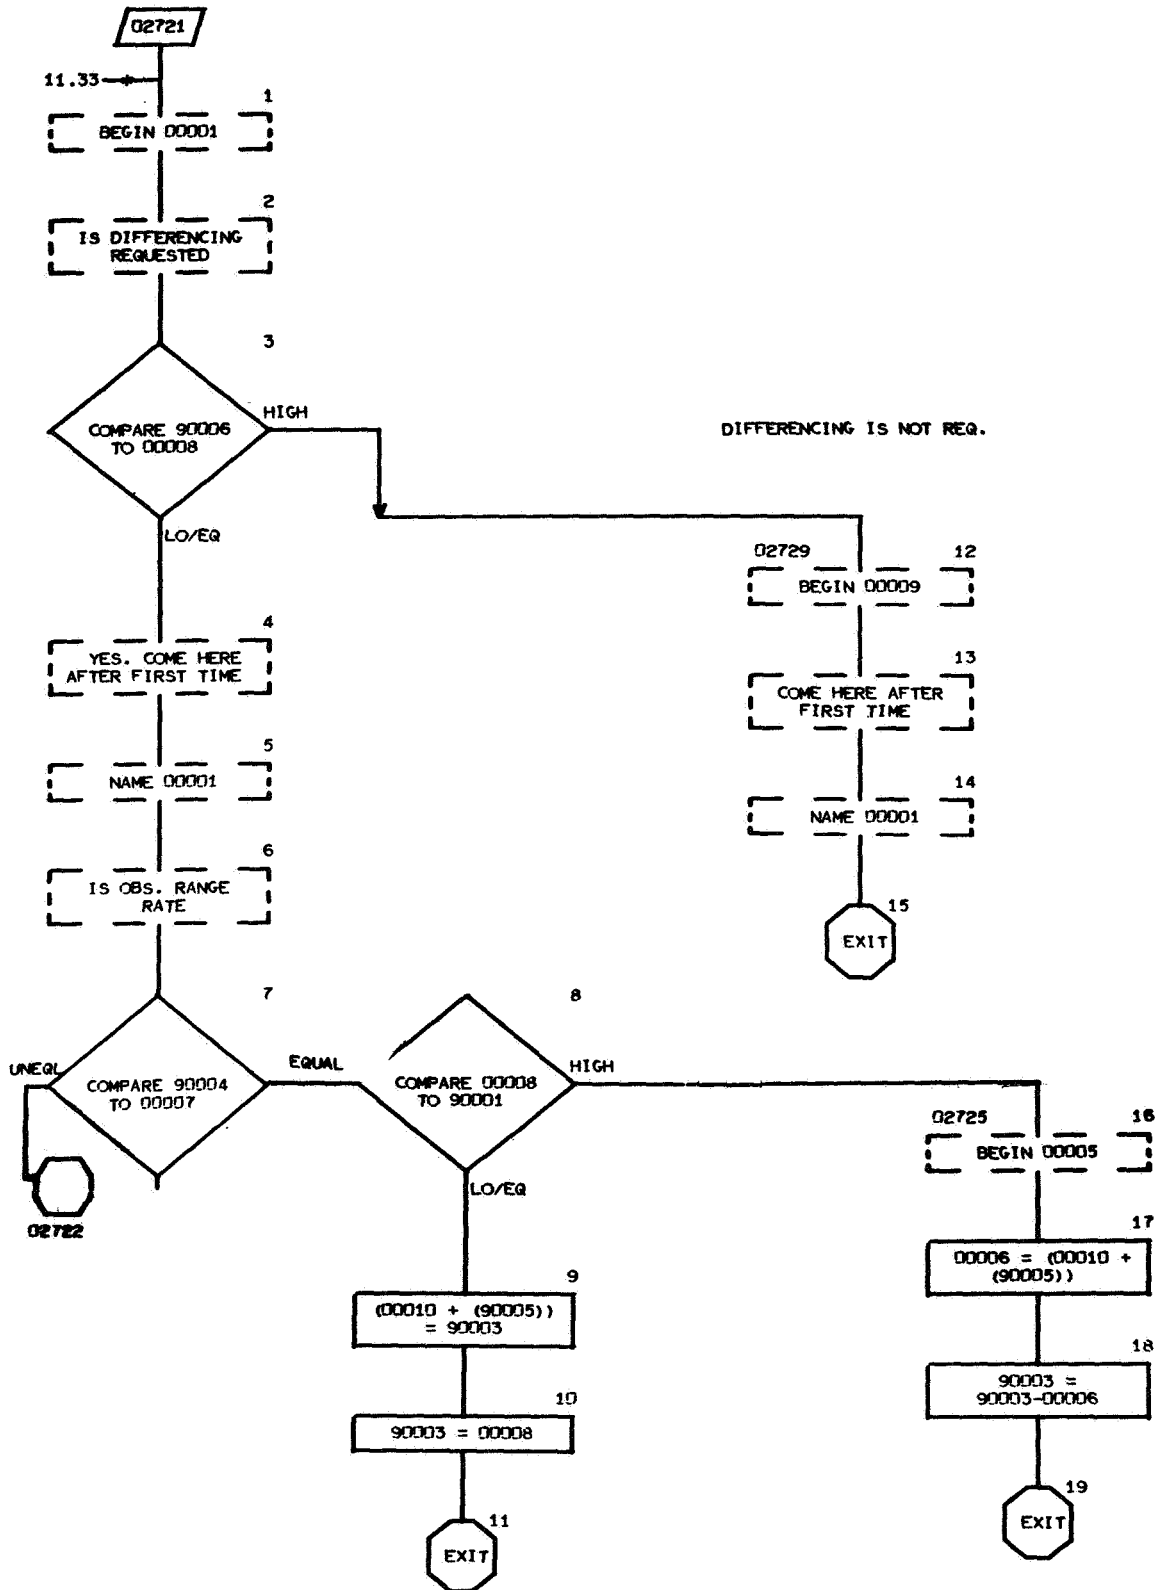 02721
11.33
1
BEGIN 00001
2
IS DIFFERENCING
REQUESTED
3
HIGH
COMPARE 90006
TO 00008
DIFFERENCING IS NOT REQ.
LO/EQ
02729
12
BEGIN 00009
4
YES. COME HERE
AFTER FIRST TIME
13
COME HERE AFTER
FIRST TIME
5
NAME 00001
14
NAME 00001
6
IS OBS. RANGE
RATE
15
EXIT
7
UNEQL
COMPARE 90004
TO 00007
EQUAL
8
COMPARE 00008
TO 90001
HIGH
02722
LO/EQ
02725
16
BEGIN 00005
17
00006 = (00010 +
(90005))
9
(00010 + (90005))
= 90003
18
90003 =
90003-00006
10
90003 = 00008
19
EXIT
11
EXIT